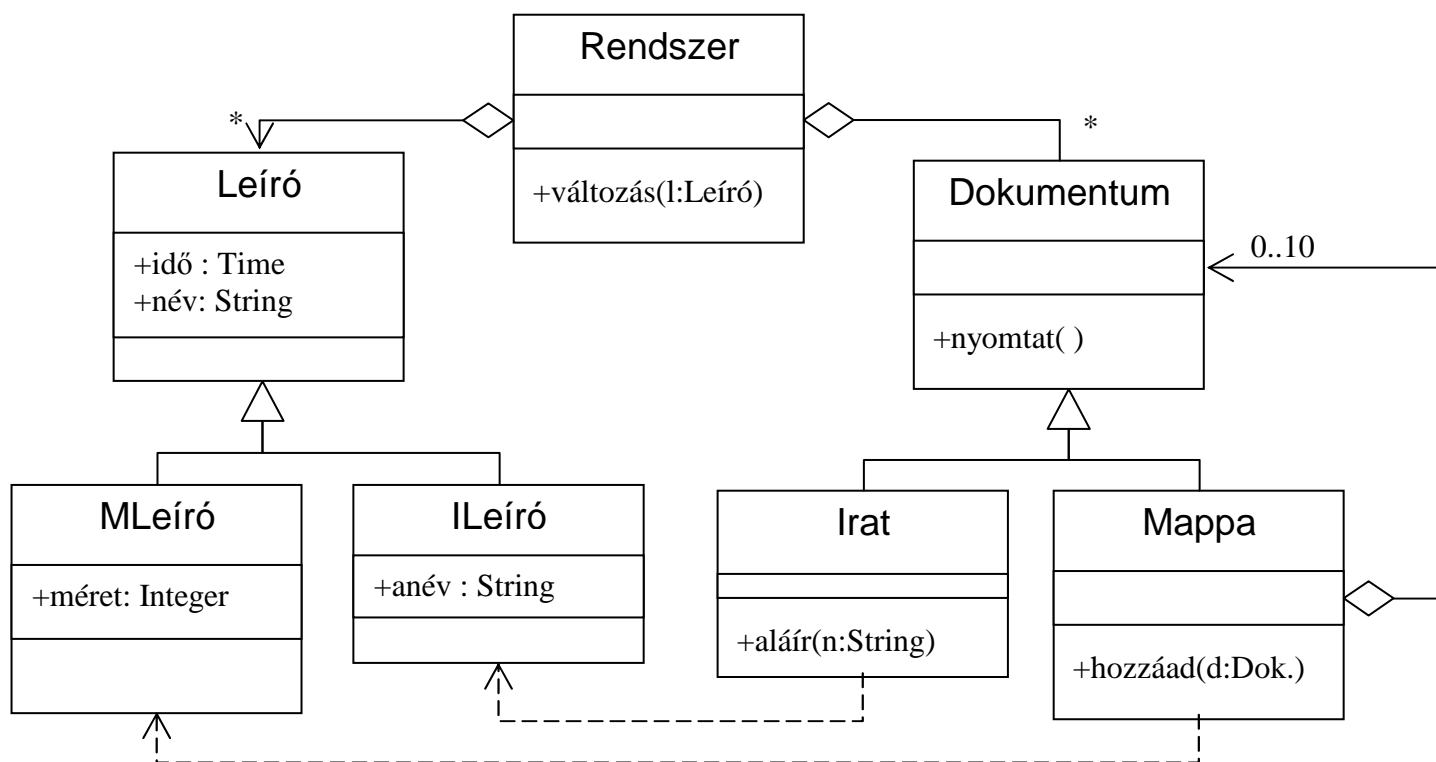 Rendszer
+változás(l:Leíró)
*
*
Leíró
+idő : Time
+név: String
Dokumentum
+nyomtat( )
0..10
MLeíró
+méret: Integer
ILeíró
+anév : String
Irat
+aláír(n:String)
Mappa
+hozzáad(d:Dok.)